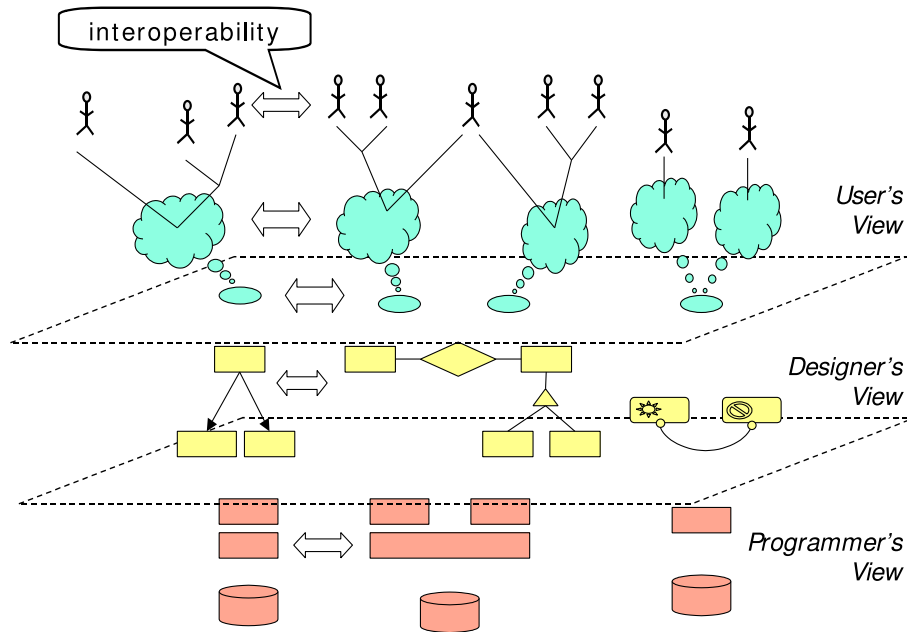 interoperability
User's
View
Designer's
View
Programmer's
View